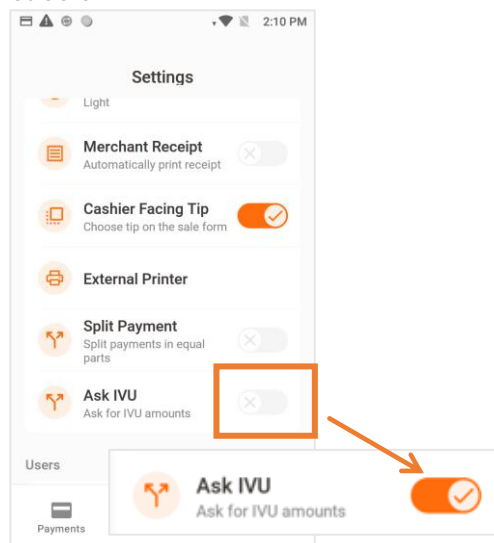 2:10 PM
Settings
Light
Merchant Receipt
Automatically print receipt
Cashier Facing Tip
Choose tip on the sale form
External Printer
Split Payment
Split payments in equal
parts
Ask IVU
Ask for IVU amounts
Users
Ask IVU
Ask for IVU amounts
Payments